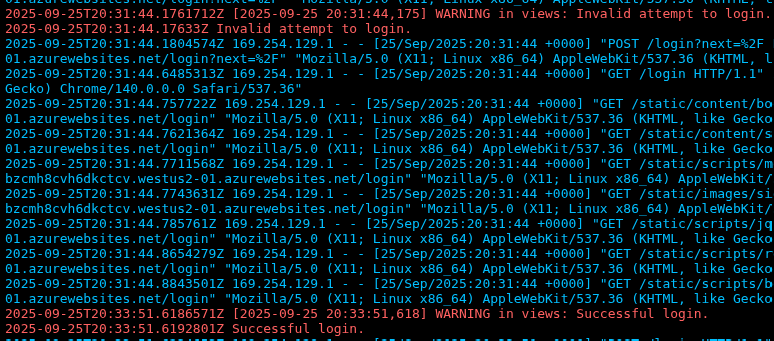 2025-09-25T20:31:44.1761712Z [2025-09-25 20:31:44,175] WARNING in views: Invalid attempt to login.
2025-09-25T20:31:44.17633Z Invalid attempt to login.
2025-09-25T20:31:44.1804574Z 169.254.129.1 - - [25/Sep/2025:20:31:44 +0000] "POST /login?next=%2F
01.azurewebsites.net/login?next=%2F" "Mozilla/5.0 (X11; Linux x86_64) AppleWebKit/537.36 (KHTML, l
2025-09-25T20:31:44.6485313Z 169.254.129.1 - - [25/Sep/2025:20:31:44 +0000] "GET /login HTTP/1.1"
Gecko) Chrome/140.0.0.0 Safari/537.36"
2025-09-25T20:31:44.757722Z 169.254.129.1 - - [25/Sep/2025:20:31:44 +0000] "GET /static/content/bo
01.azurewebsites.net/login" "Mozilla/5.0 (X11; Linux x86_64) AppleWebKit/537.36 (KHTML, like Gecko
2025-09-25T20:31:44.7621364Z 169.254.129.1 - - [25/Sep/2025:20:31:44 +0000] "GET /static/content/s
01.azurewebsites.net/login" "Mozilla/5.0 (X11; Linux x86_64) AppleWebKit/537.36 (KHTML, like Gecko
2025-09-25T20:31:44.7711568Z 169.254.129.1 - - [25/Sep/2025:20:31:44 +0000] "GET /static/scripts/m
bzcmh8cvh6dkctcv.westus2-01.azurewebsites.net/login" "Mozilla/5.0 (X11; Linux x86_64) AppleWebKit/
2025-09-25T20:31:44.7743631Z 169.254.129.1 - - [25/Sep/2025:20:31:44 +0000] "GET /static/images/si
bzcmh8cvh6dkctcv.westus2-01.azurewebsites.net/login" "Mozilla/5.0 (X11; Linux x86_64) AppleWebKit/
2025-09-25T20:31:44.785761Z 169.254.129.1 - - [25/Sep/2025:20:31:44 +0000] "GET /static/scripts/jq
01.azurewebsites.net/login" "Mozilla/5.0 (X11; Linux x86_64) AppleWebKit/537.36 (KHTML, like Gecko
2025-09-25T20:31:44.8654279Z 169.254.129.1 - - [25/Sep/2025:20:31:44 +0000] "GET /static/scripts/r
01.azurewebsites.net/login" "Mozilla/5.0 (X11; Linux x86_64) AppleWebKit/537.36 (KHTML, like Gecko
2025-09-25T20:31:44.8843501Z 169.254.129.1 - - [25/Sep/2025:20:31:44 +0000] "GET /static/scripts/b
01.azurewebsites.net/login" "Mozilla/5.0 (X11; Linux x86_64) AppleWebKit/537.36 (KHTML, like Gecko
2025-09-25T20:33:51.6186571Z [2025-09-25 20:33:51,618] WARNING in views: Successful login.
2025-09-25T20:33:51.6192801Z Successful login.